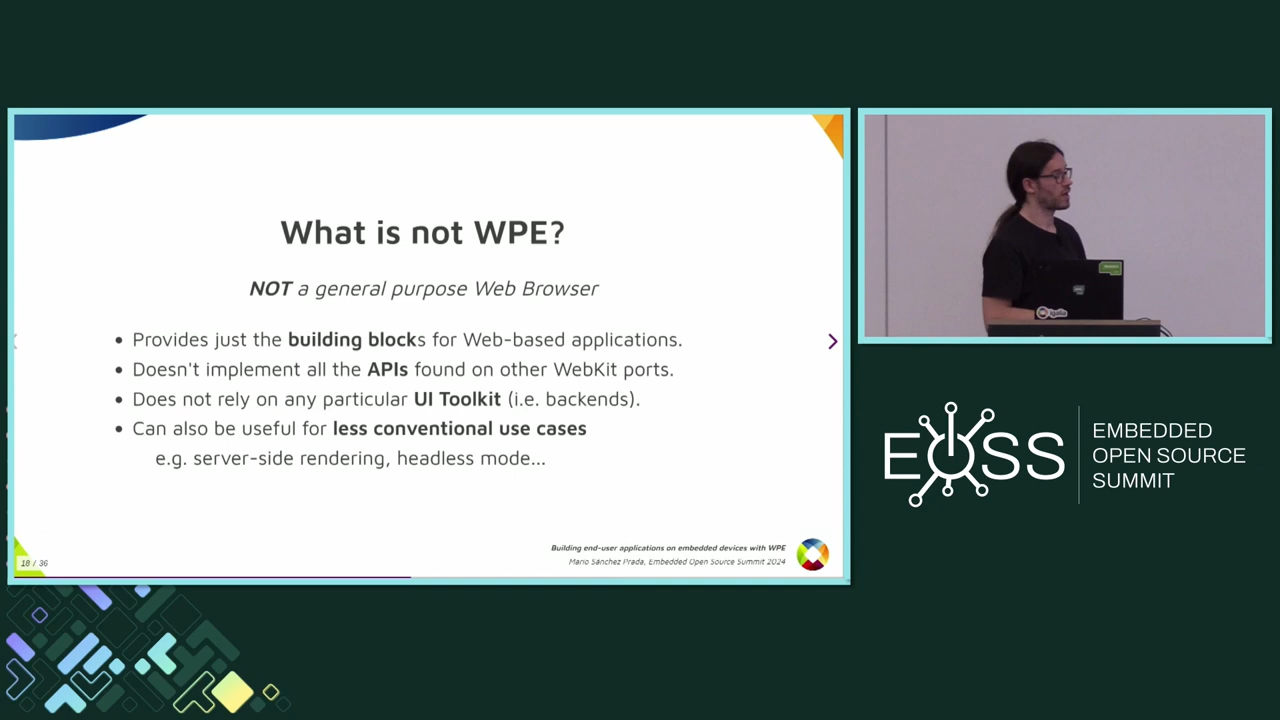 What is not WPE?
NOT a general purpose Web Browser
Provides just the building blocks for Web-based applications.
Doesn't implement all the APIs found on other WebKit ports.
Does not rely on any particular UI Toolkit (i.e. backends).
Can also be useful for less conventional use cases
e.g. server-side rendering, headless mode...
Building end-user applications on embedded devices with WPE
Mario Sánchez Prada, Embedded Open Source Summit 2024
18 / 36
igalia
EOSS
EMBEDDED
OPEN SOURCE
SUMMIT